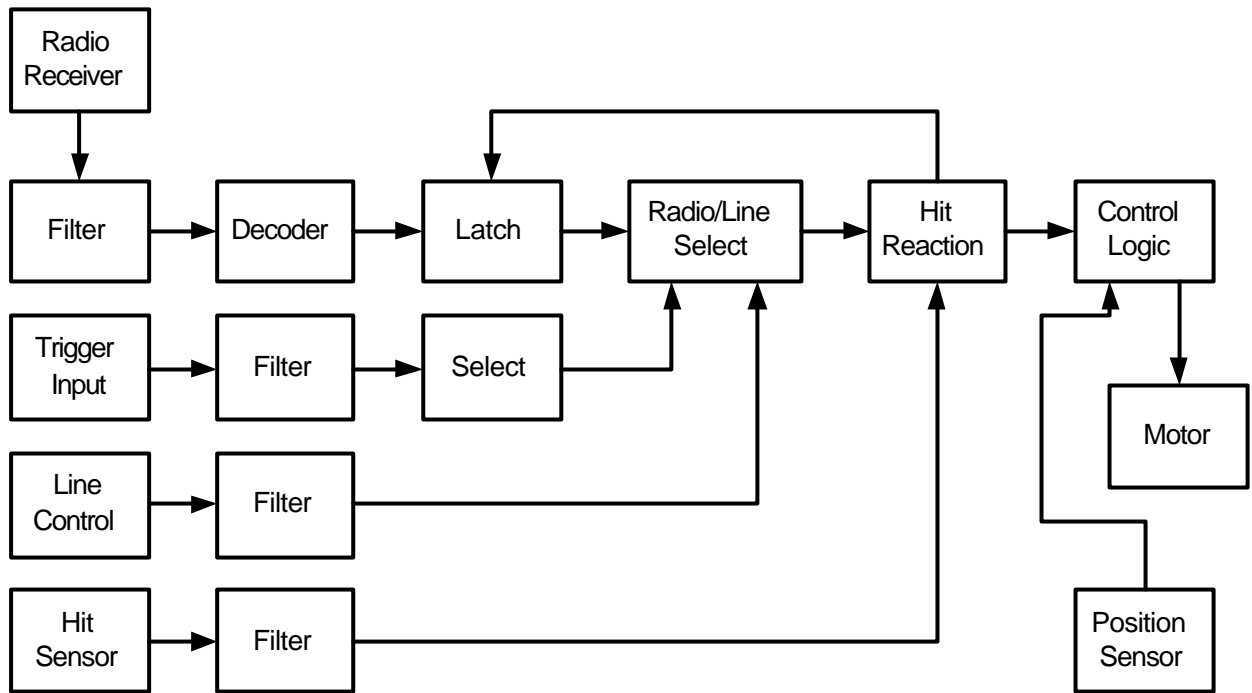 Radio
Receiver
Filter
Decoder
Latch
Radio/Line
Select
Hit
Reaction
Control
Logic
Trigger
Input
Filter
Select
Motor
Line
Control
Filter
Hit
Sensor
Filter
Position
Sensor